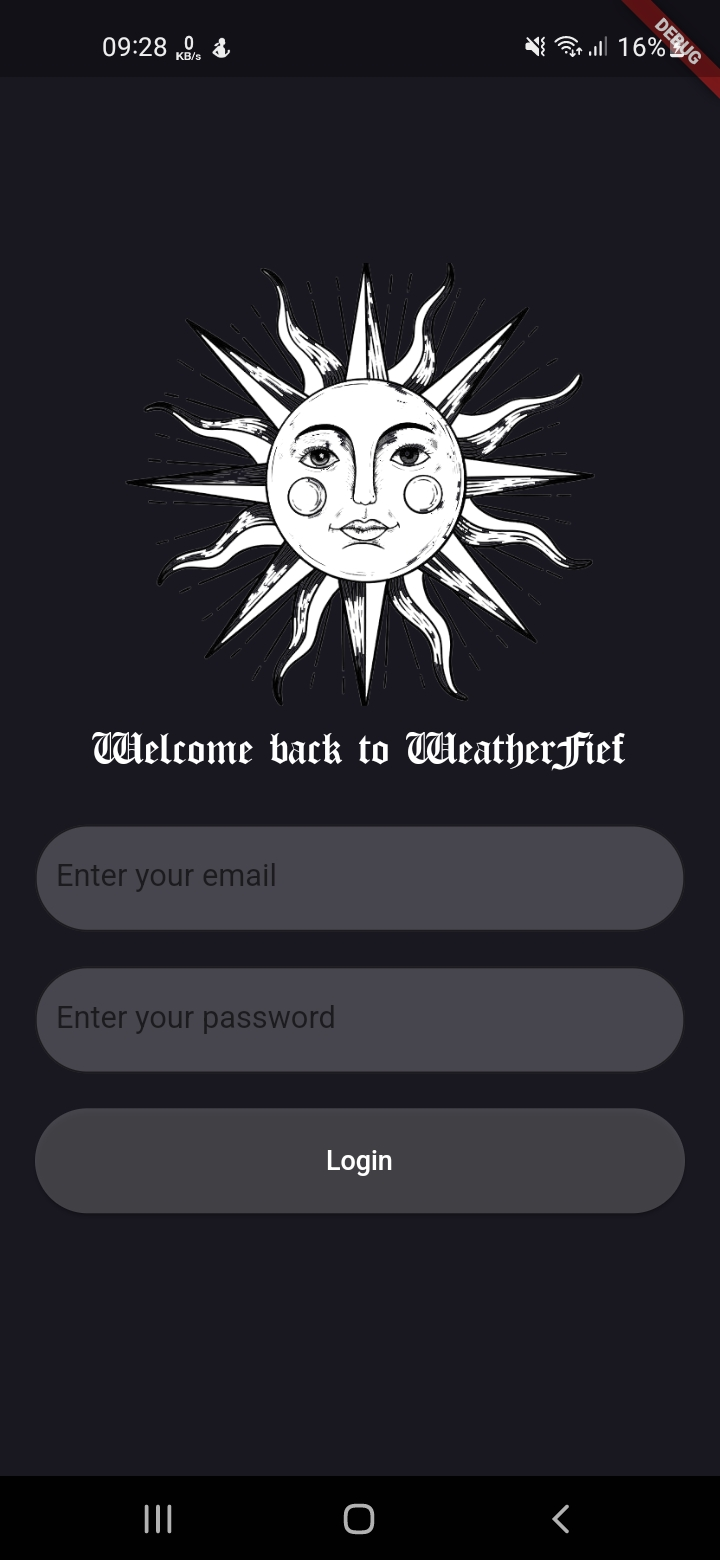 09:28 0 KB/s 16%
DEBUG
Welcome back to WeatherFief
Enter your email
Enter your password
Login